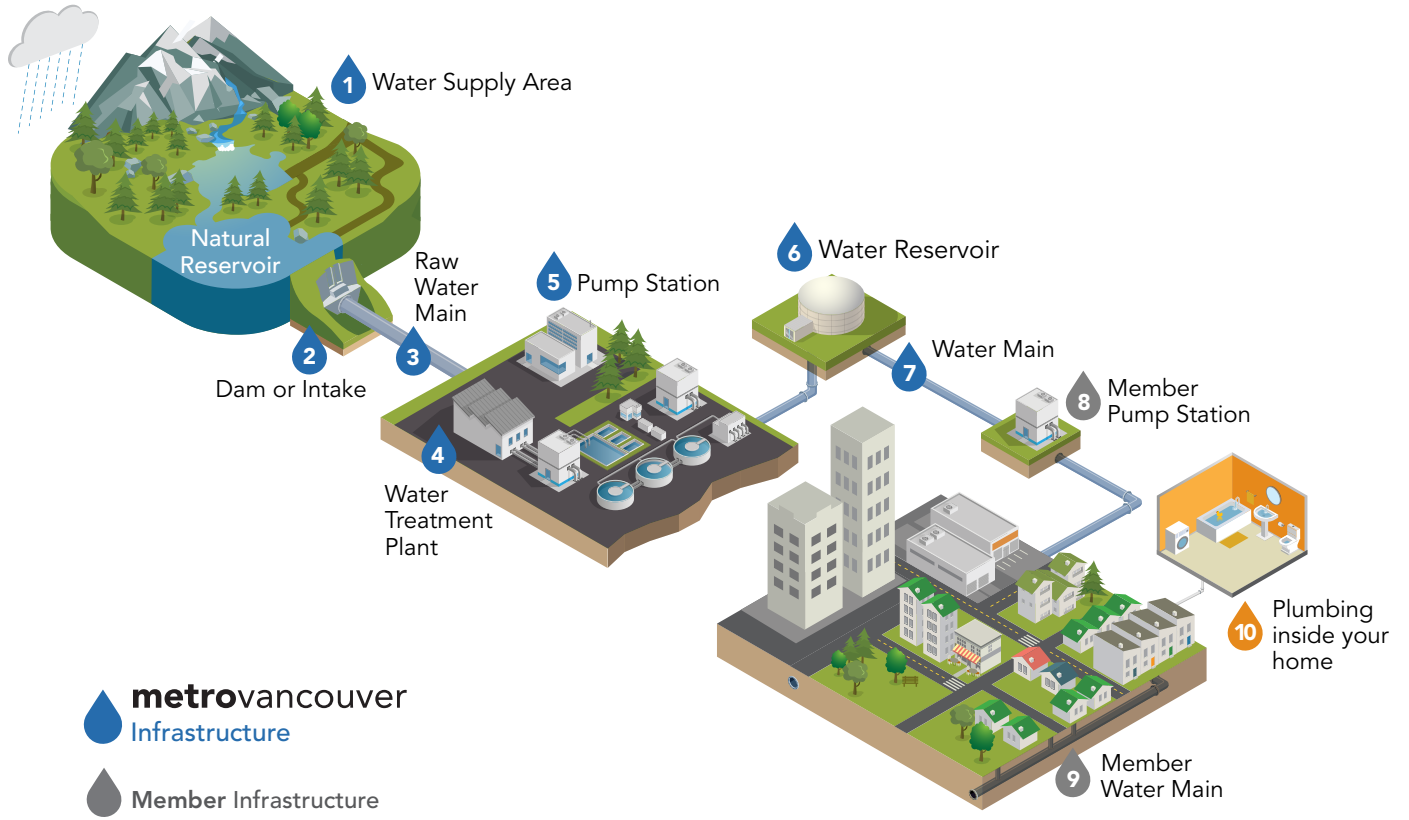 1
Water Supply Area
Natural
Reservoir
2
Dam or Intake
Raw
Water
Main
3
4
Water
Treatment
Plant
5
Pump Station
6
Water Reservoir
7
Water Main
8
Member
Pump Station
9
Member
Water Main
10
Plumbing
inside your
home
metrovancouver
Infrastructure
Member Infrastructure